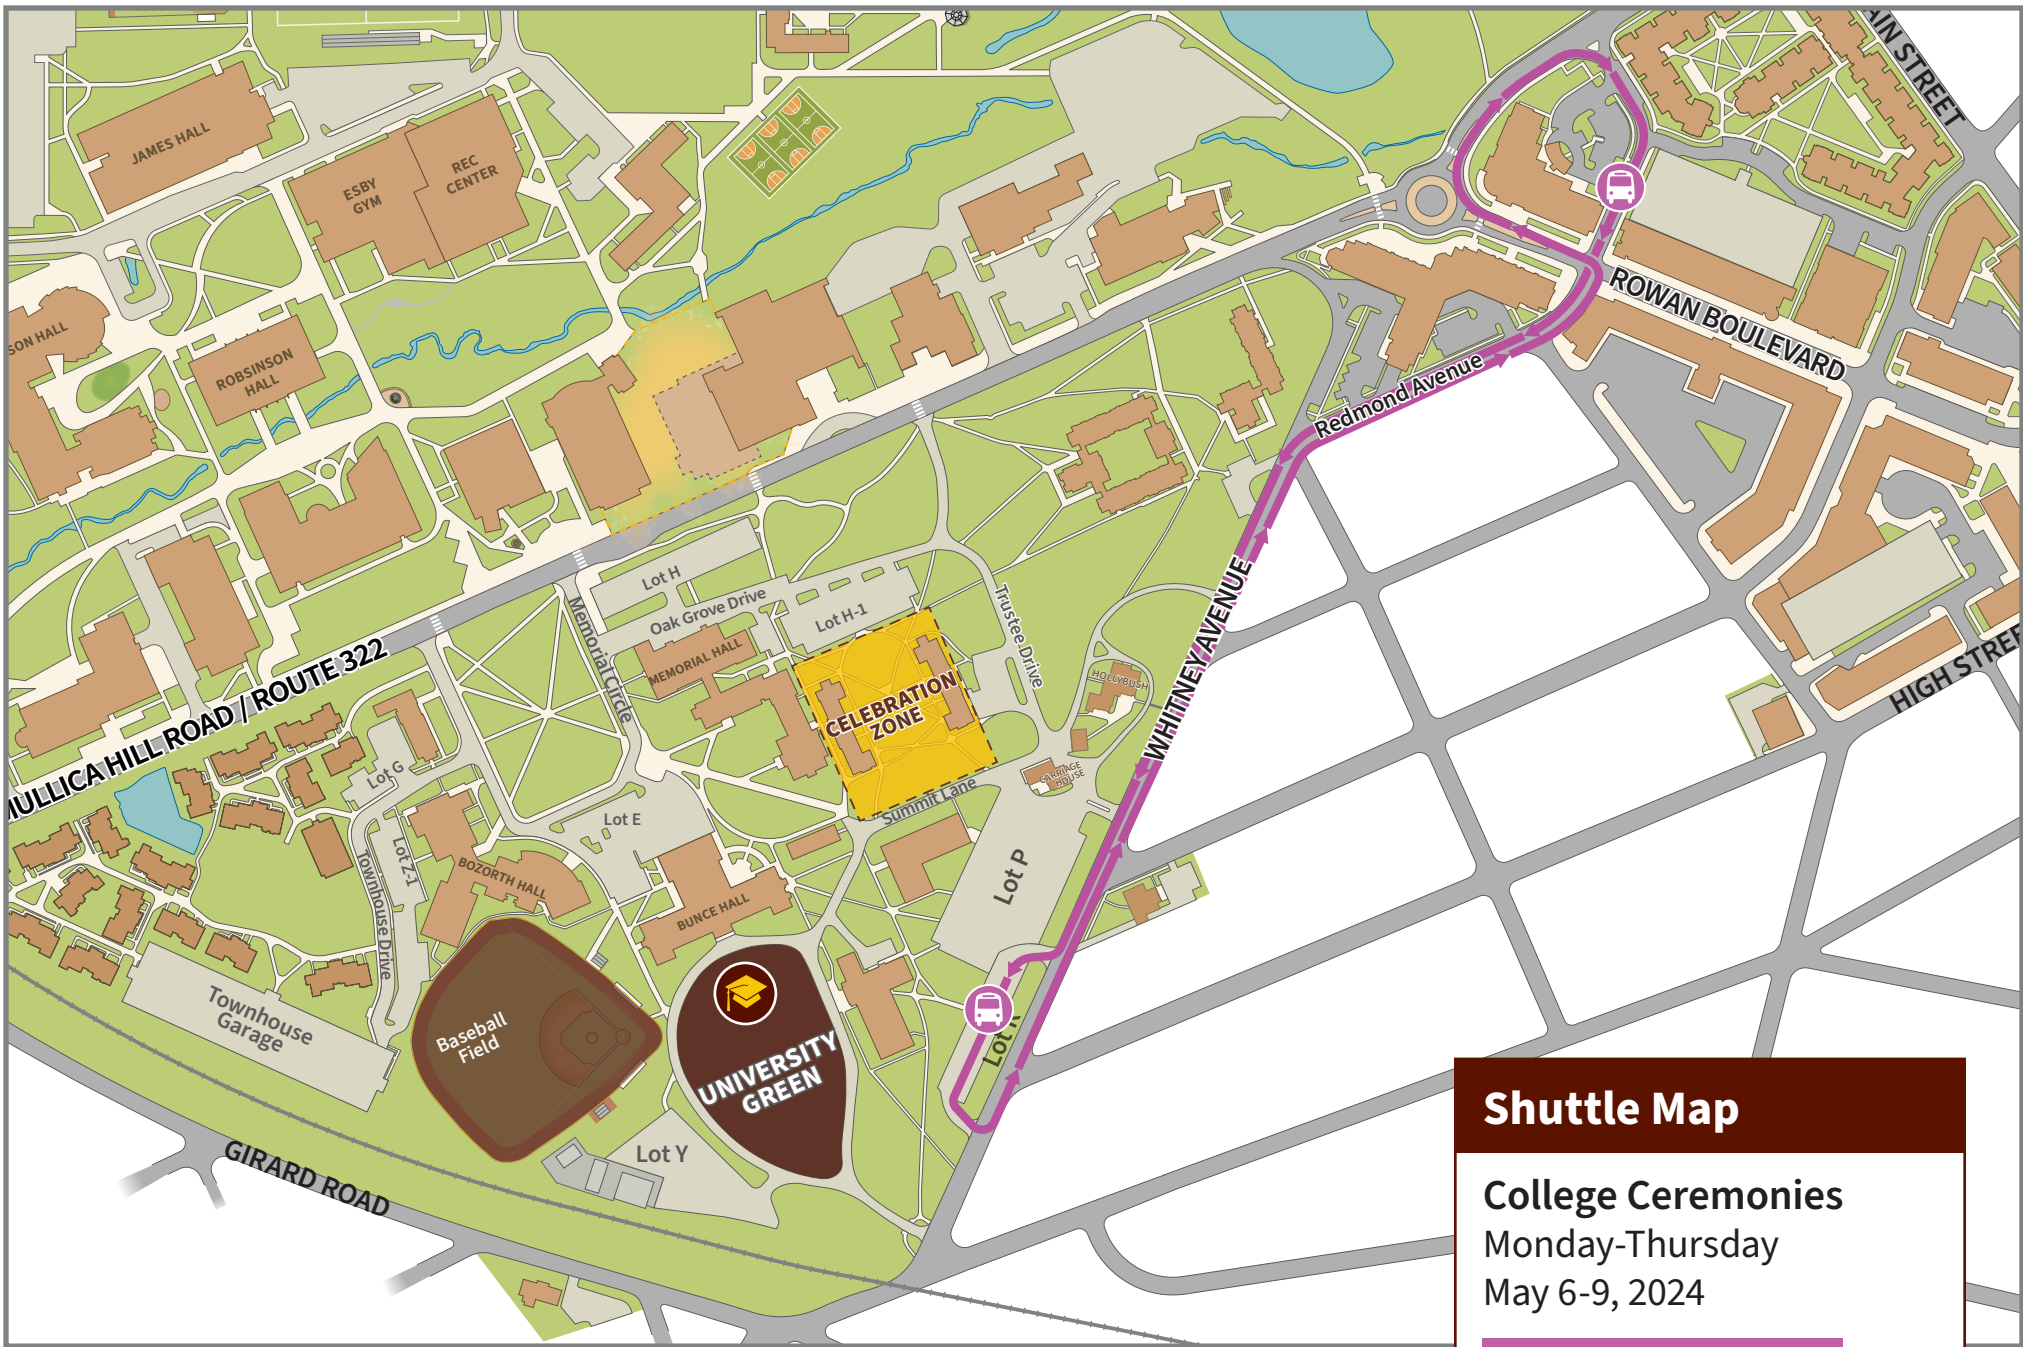 AIN STREET
JAMES HALL
ESBY
GYM
REC
CENTER
SON HALL
ROBSINSON
HALL
ROWAN BOULEVARD
Redmond Avenue
WHITNEY AVENUE
HIGH STREE
MULLICA HILL ROAD / ROUTE 322
Lot H
Oak Grove Drive
Lot H-1
Memorial Circle
MEMORIAL HALL
Trustee Drive
HOLLYBUSH
CELEBRATION
ZONE
CARRIAGE
HOUSE
Summit Lane
Lot G
Lot E
Lot Z-1
Townhouse Drive
BOZORTH HALL
BUNCE HALL
Lot P
Townhouse
Garage
Baseball
Field
UNIVERSITY
GREEN
Lot R
Lot Y
GIRARD ROAD
Shuttle Map
College Ceremonies
Monday-Thursday
May 6-9, 2024